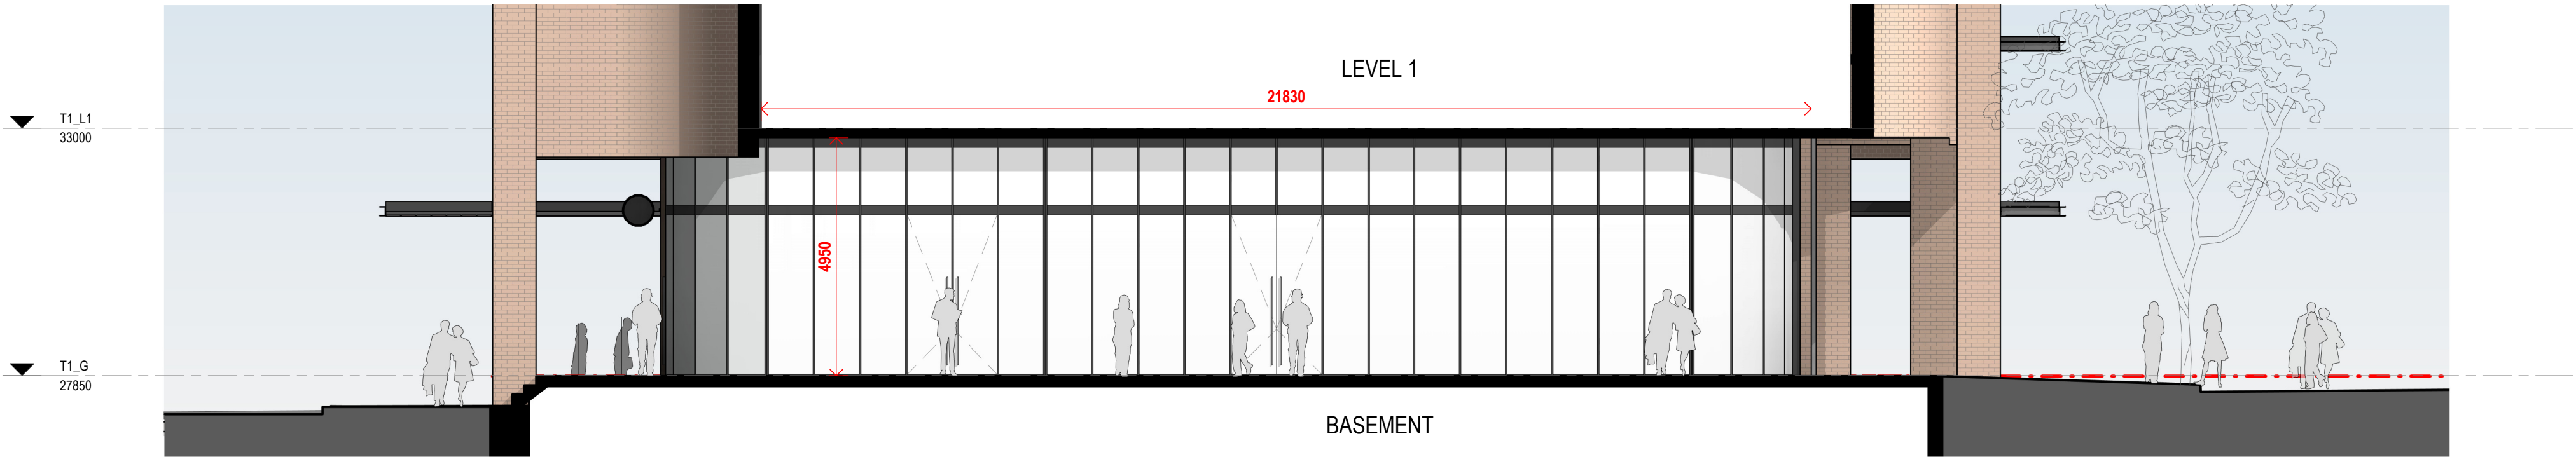 LEVEL 1
21830
T1_L1
33000
4950
T1_G
27850
BASEMENT